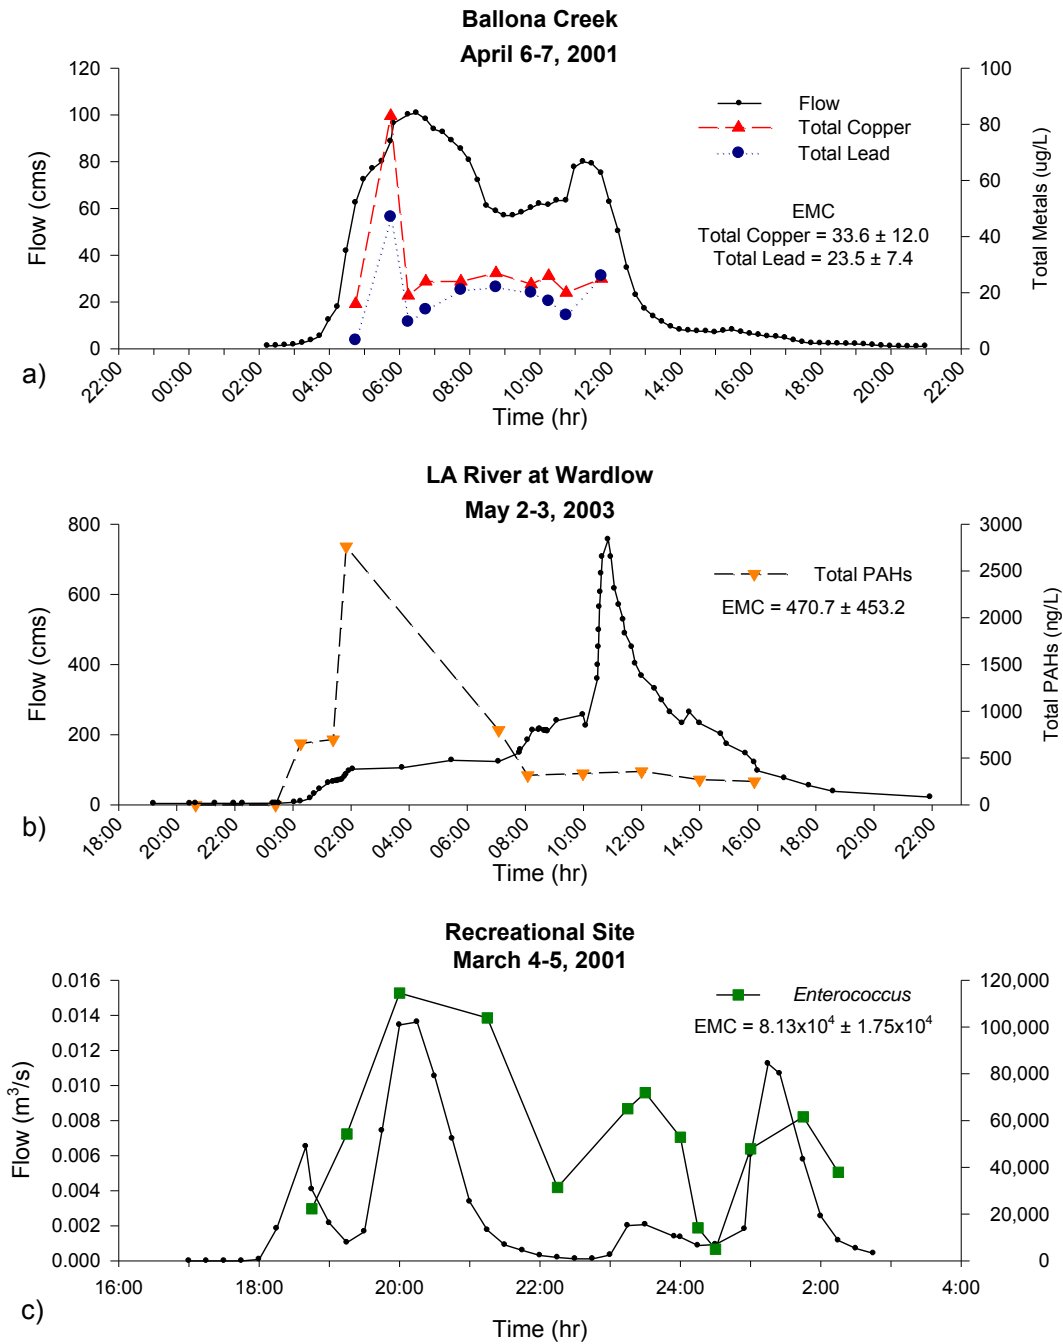 Ballona Creek
April 6-7, 2001
120
100
80
60
40
20
0
Flow (cms)
100
80
60
40
20
0
Total Metals (ug/L)
Flow
Total Copper
Total Lead
EMC
Total Copper = 33.6 ± 12.0
Total Lead = 23.5 ± 7.4
22:00 00:00 02:00 04:00 06:00 08:00 10:00 12:00 14:00 16:00 18:00 20:00 22:00
a)
Time (hr)
LA River at Wardlow
May 2-3, 2003
800
600
400
200
0
Flow (cms)
3000
2500
2000
1500
1000
500
0
Total PAHs (ng/L)
Total PAHs
EMC = 470.7 ± 453.2
18:00 20:00 22:00 00:00 02:00 04:00 06:00 08:00 10:00 12:00 14:00 16:00 18:00 20:00 22:00
b)
Time (hr)
Recreational Site
March 4-5, 2001
0.016
0.014
0.012
0.010
0.008
0.006
0.004
0.002
0.000
Flow (m³/s)
120,000
100,000
80,000
60,000
40,000
20,000
0
Enterococcus
EMC = 8.13x10⁴ ± 1.75x10⁴
16:00 18:00 20:00 22:00 24:00 2:00 4:00
c)
Time (hr)